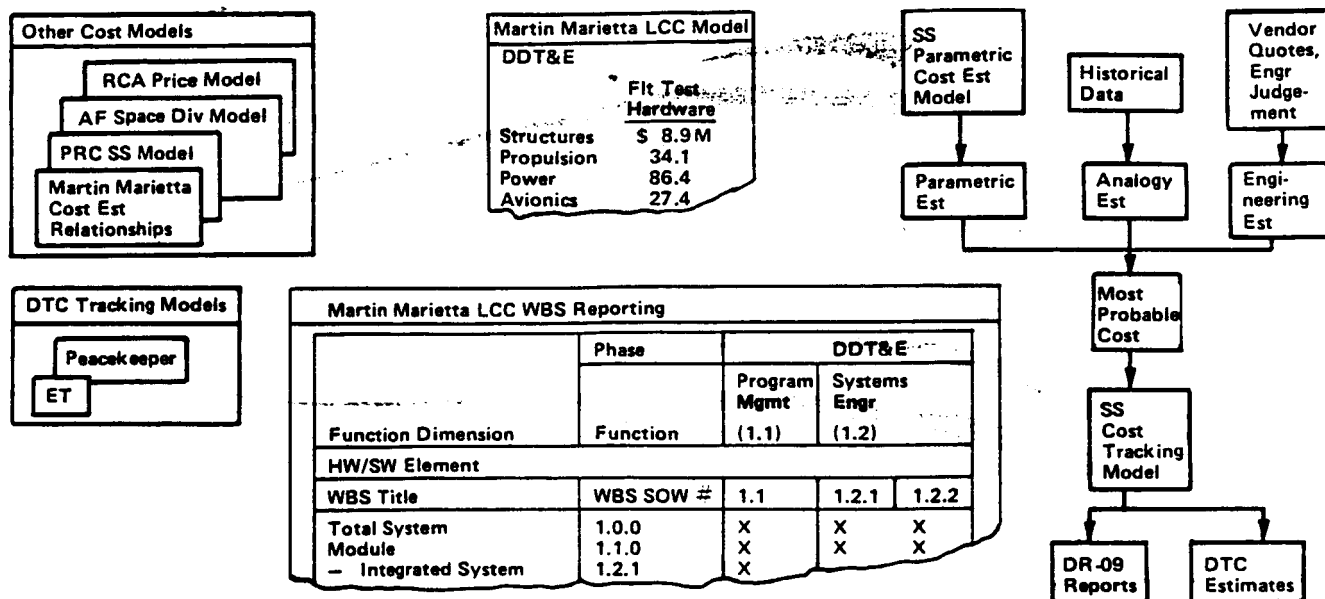 Other Cost Models
RCA Price Model
AF Space Div Model
PRC SS Model
Martin Marietta
Cost Est
Relationships
DTC Tracking Models
Peacekeeper
ET
Martin Marietta LCC Model
DDT&E
Flt Test
Hardware
Structures $ 8.9M
Propulsion 34.1
Power 86.4
Avionics 27.4
Martin Marietta LCC WBS Reporting
Phase DDT&E
Program Systems
Mgmt Engr
Function Dimension Function (1.1) (1.2)
HW/SW Element
WBS Title WBS SOW # 1.1 1.2.1 1.2.2
Total System 1.0.0 X X X
Module 1.1.0 X X X
– Integrated System 1.2.1 X
SS
Parametric
Cost Est
Model
Historical
Data
Vendor
Quotes,
Engr
Judge-
ment
Parametric
Est
Analogy
Est
Engi-
neering
Est
Most
Probable
Cost
SS
Cost
Tracking
Model
DR-09
Reports
DTC
Estimates